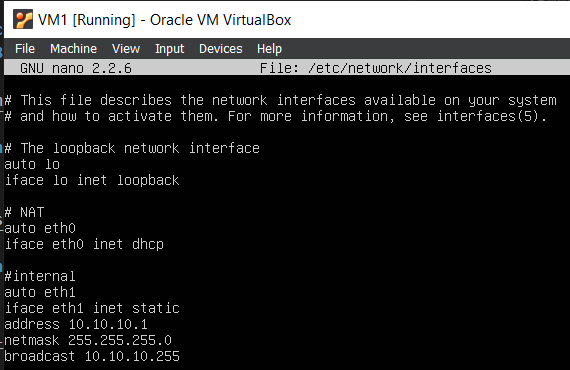 VM1 [Running] - Oracle VM VirtualBox
File Machine View Input Devices Help
GNU nano 2.2.6 File: /etc/network/interfaces
# This file describes the network interfaces available on your system
# and how to activate them. For more information, see interfaces(5).
# The loopback network interface
auto lo
iface lo inet loopback
# NAT
auto eth0
iface eth0 inet dhcp
#internal
auto eth1
iface eth1 inet static
address 10.10.10.1
netmask 255.255.255.0
broadcast 10.10.10.255